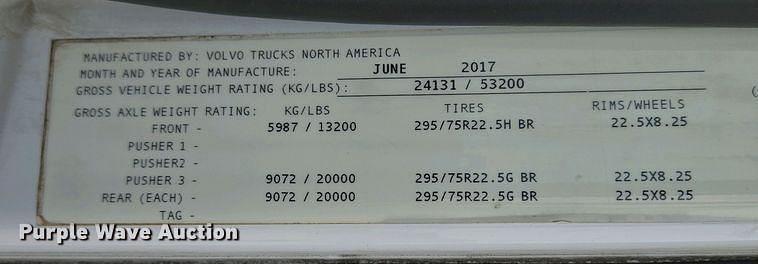 MANUFACTURED BY: VOLVO TRUCKS NORTH AMERICA
MONTH AND YEAR OF MANUFACTURE: JUNE 2017
GROSS VEHICLE WEIGHT RATING (KG/LBS): 24131 / 53200
GROSS AXLE WEIGHT RATING: KG/LBS TIRES RIMS/WHEELS
FRONT - 5987 / 13200 295/75R22.5H BR 22.5X8.25
PUSHER 1 -
PUSHER2 -
PUSHER 3 - 9072 / 20000 295/75R22.5G BR 22.5X8.25
REAR (EACH) - 9072 / 20000 295/75R22.5G BR 22.5X8.25
TAG -
Purple Wave Auction